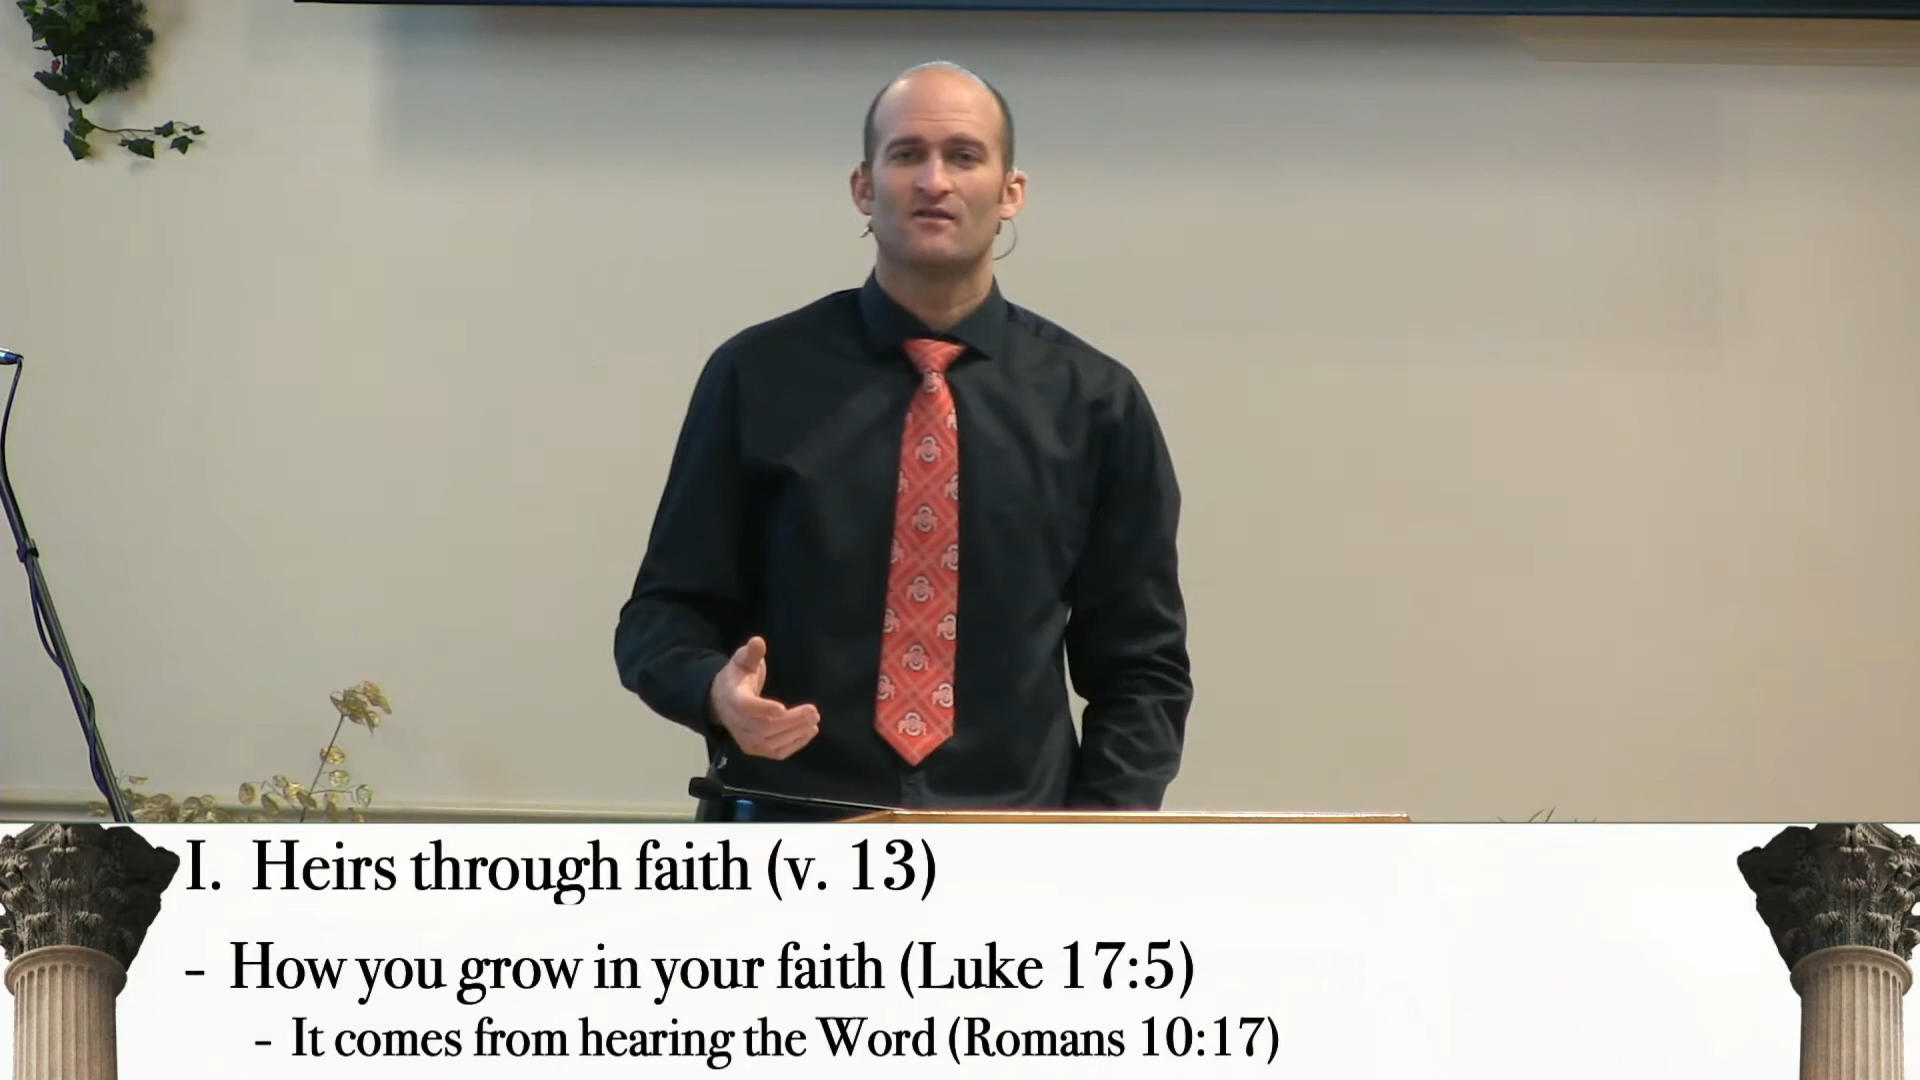 I. Heirs through faith (v. 13)
- How you grow in your faith (Luke 17:5)
- It comes from hearing the Word (Romans 10:17)